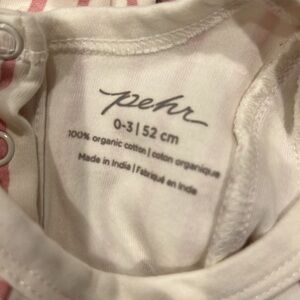 pehr
0-3 | 52 cm
100% organic cotton | coton organique
Made in India | Fabriqué en Inde